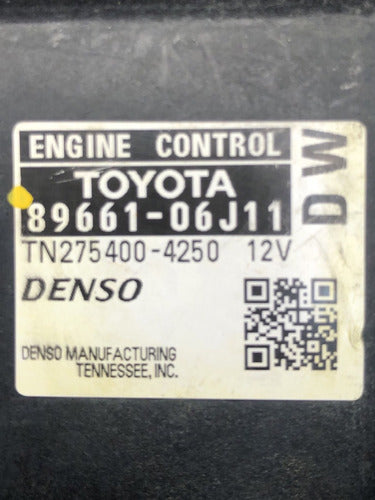 ENGINE CONTROL
TOYOTA
89661-06J11
TN275400-4250 12V
DENSO
DENSO MANUFACTURING
TENNESSEE, INC.
DW